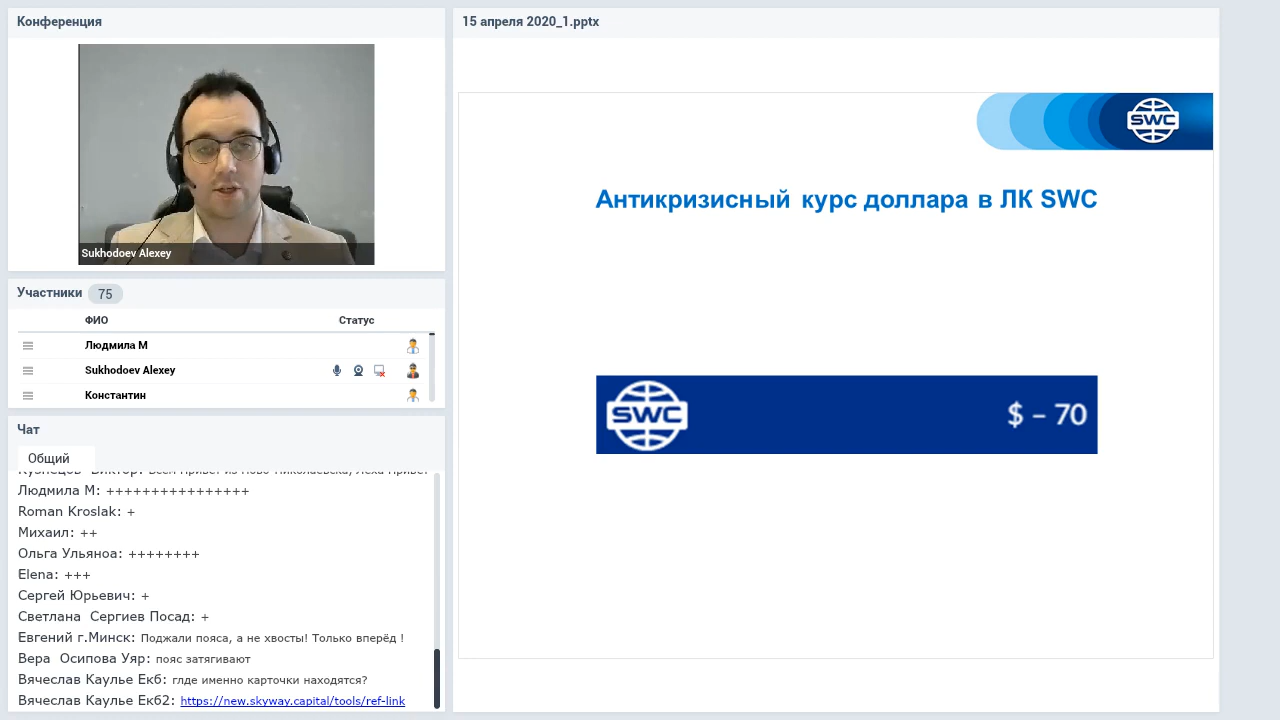 Конференция
Sukhodoev Alexey
Участники 75
ФИО Статус
Людмила М
Sukhodoev Alexey
Константин
Чат
Общий
Людмила М: ++++++++++++++++
Roman Kroslak: +
Михаил: ++
Ольга Ульяноа: ++++++++
Elena: +++
Сергей Юрьевич: +
Светлана Сергиев Посад: +
Евгений г.Минск: Поджали пояса, а не хвосты! Только вперёд !
Вера Осипова Уяр: пояс затягивают
Вячеслав Каулье Екб: глде именно карточки находятся?
Вячеслав Каулье Екб2: https://new.skyway.capital/tools/ref-link
15 апреля 2020_1.pptx
SWC
Антикризисный курс доллара в ЛК SWC
SWC $ – 70